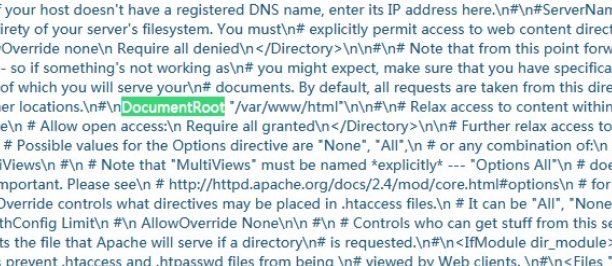 f your host doesn't have a registered DNS name, enter its IP address here.\n#\n#ServerNam
tirety of your server's filesystem. You must\n# explicitly permit access to web content direct
wOverride none\n Require all denied\n</Directory>\n\n#\n# Note that from this point forw
- so if something's not working as\n# you might expect, make sure that you have specifica
of which you will serve your\n# documents. By default, all requests are taken from this dire
er locations.\n#\nDocumentRoot "/var/www/html"\n\n#\n# Relax access to content within
e\n # Allow open access:\n Require all granted\n</Directory>\n\n# Further relax access to
# Possible values for the Options directive are "None", "All",\n # or any combination of:\n
iViews\n #\n # Note that "MultiViews" must be named *explicitly* --- "Options All"\n # does
mportant. Please see\n # http://httpd.apache.org/docs/2.4/mod/core.html#options\n # for
Override controls what directives may be placed in .htaccess files.\n # It can be "All", "None
thConfig Limit\n #\n AllowOverride None\n\n #\n # Controls who can get stuff from this se
ts the file that Apache will serve if a directory\n# is requested.\n#\n<IfModule dir_module>
s prevent .htaccess and .htpasswd files from being \n# viewed by Web clients. \n#\n<Files "